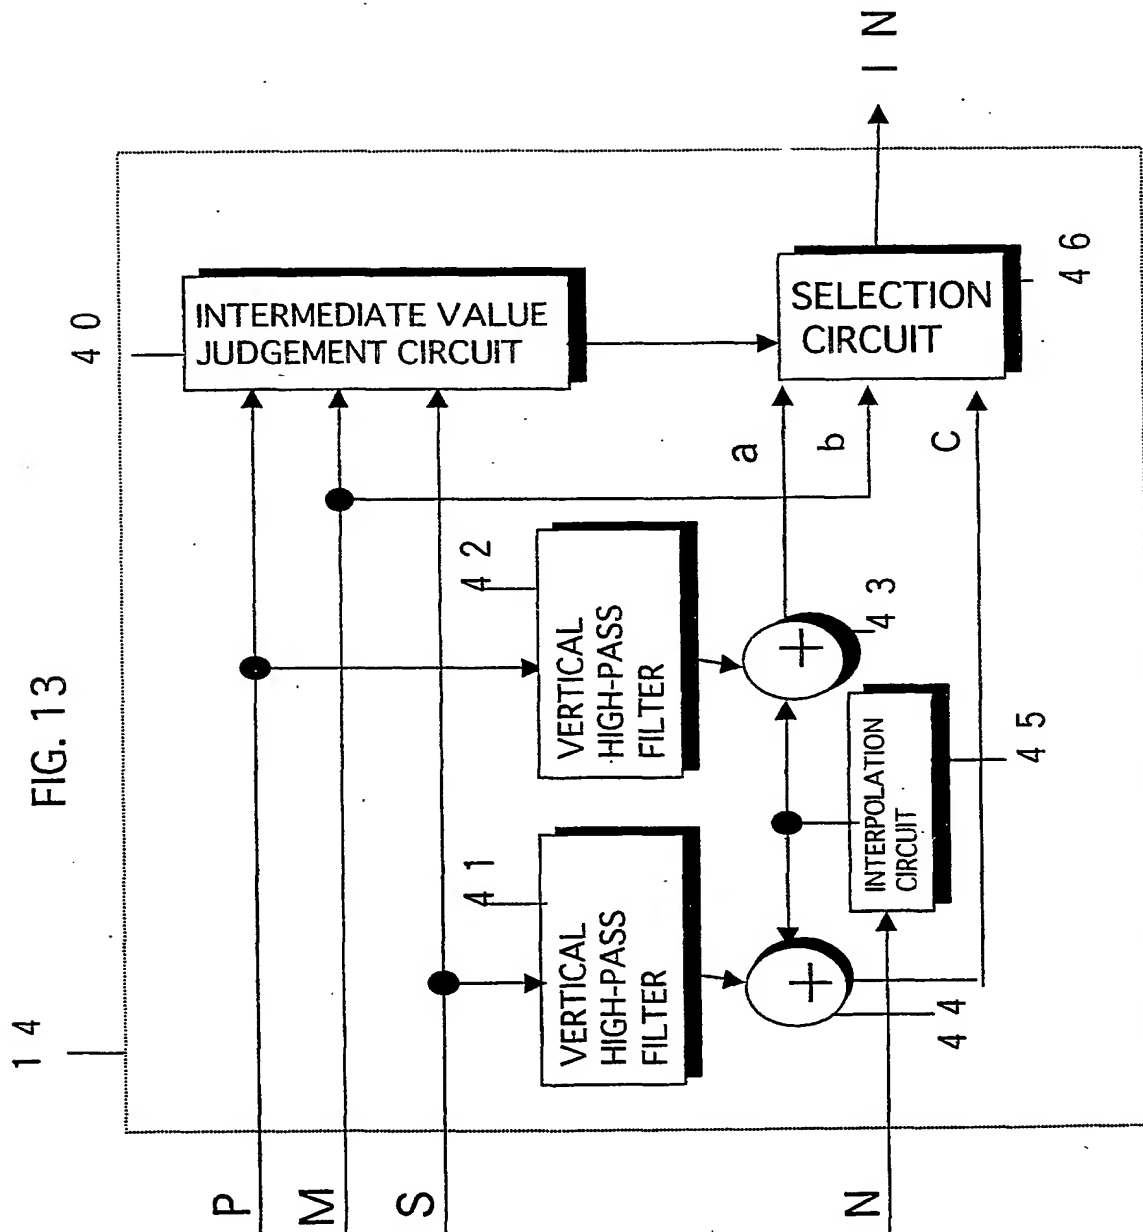 FIG. 13
14
40
P
M
S
N
INTERMEDIATE VALUE
JUDGEMENT CIRCUIT
41
VERTICAL
HIGH-PASS
FILTER
42
VERTICAL
HIGH-PASS
FILTER
+
43
+
44
INTERPOLATION
CIRCUIT
45
a
b
C
SELECTION
CIRCUIT
46
IN